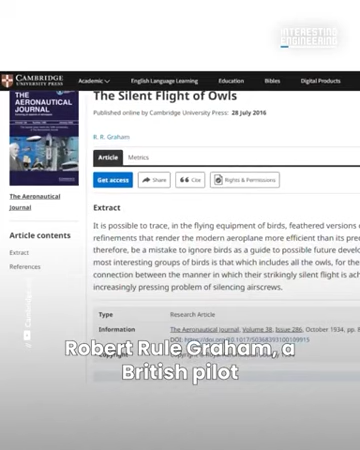 INTERESTING
ENGINEERING
CAMBRIDGE
UNIVERSITY PRESS
Academic
English Language Learning
Education
Bibles
Digital Products
THE
AERONAUTICAL
JOURNAL
The Silent Flight of Owls
Published online by Cambridge University Press: 28 July 2016
R. R. Graham
Article
Metrics
Get access
Share
Cite
Rights & Permissions
The Aeronautical
Journal
Article contents
Extract
References
Extract
It is possible to trace, in the flying equipment of birds, feathered versions
refinements that render the modern aeroplane more efficient than its
therefore, be a mistake to ignore birds as a guide to possible future
most interesting groups of birds is that which includes all the owls, for the
connection between the manner in which their strikingly silent flight is
increasingly pressing problem of silencing airscrews.
Type
Research Article
Information
The Aeronautical Journal, Volume 38, Issue 286, October 1934, pp.
DOI:
Robert Rule Graham, a
British pilot